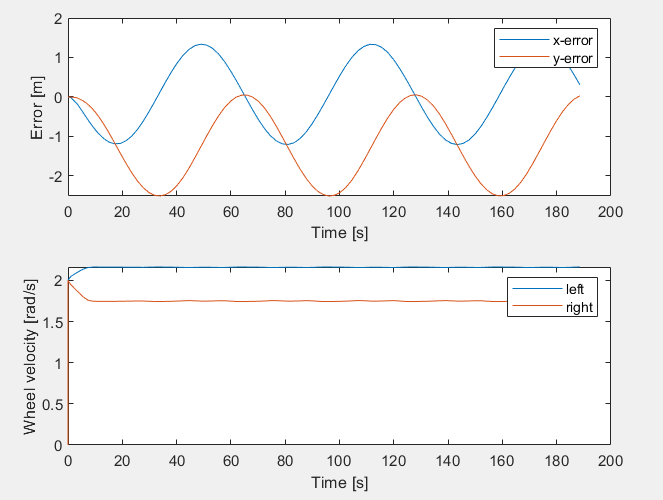 2
1
0
-1
-2
Error [m]
x-error
y-error
0 20 40 60 80 100 120 140 160 180 200
Time [s]
2
1.5
1
0.5
0
Wheel velocity [rad/s]
left
right
0 20 40 60 80 100 120 140 160 180 200
Time [s]